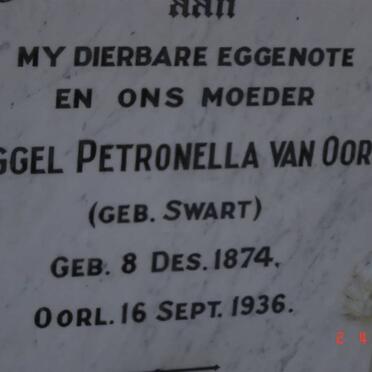 aan
MY DIERBARE EGGENOTE
EN ONS MOEDER
GGEL PETRONELLA VAN OOR
(GEB. SWART)
GEB. 8 DES. 1874.
OORL. 16 SEPT. 1936.